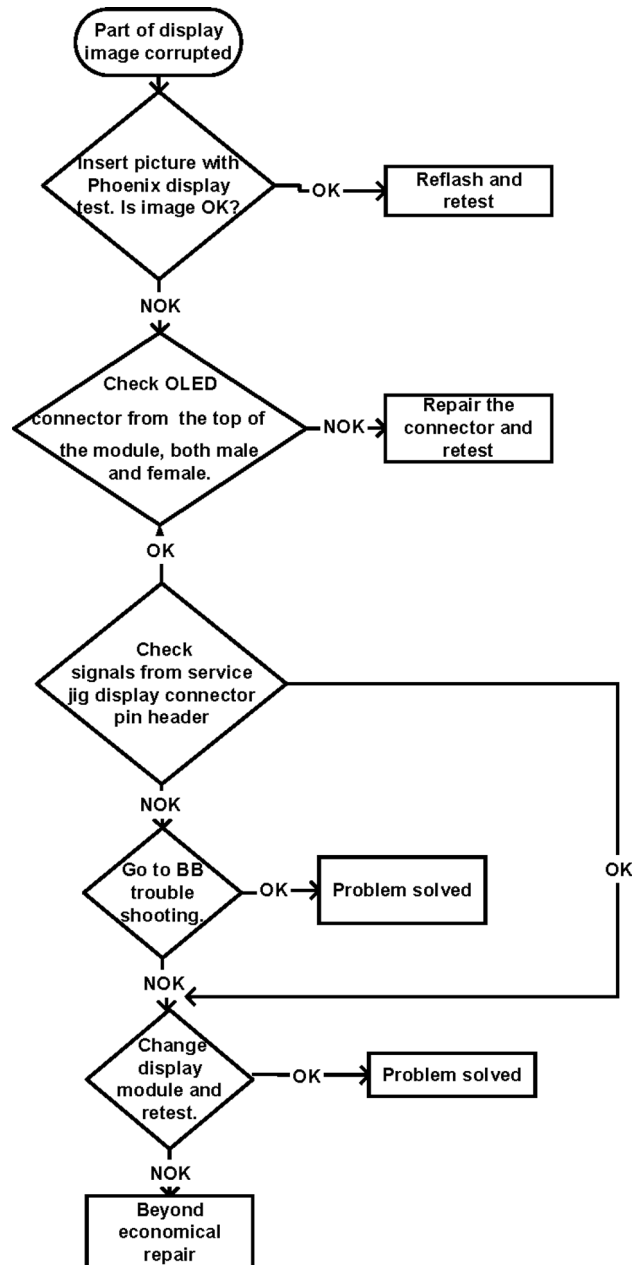 Part of display
image corrupted
Insert picture with
Phoenix display
test. Is image OK?
OK
Reflash and
retest
NOK
Check OLED
connector from the top of
the module, both male
and female.
NOK
Repair the
connector and
retest
OK
Check
signals from service
jig display connector
pin header
NOK
OK
Go to BB
trouble
shooting.
OK
Problem solved
NOK
Change
display
module and
retest.
OK
Problem solved
NOK
Beyond
economical
repair